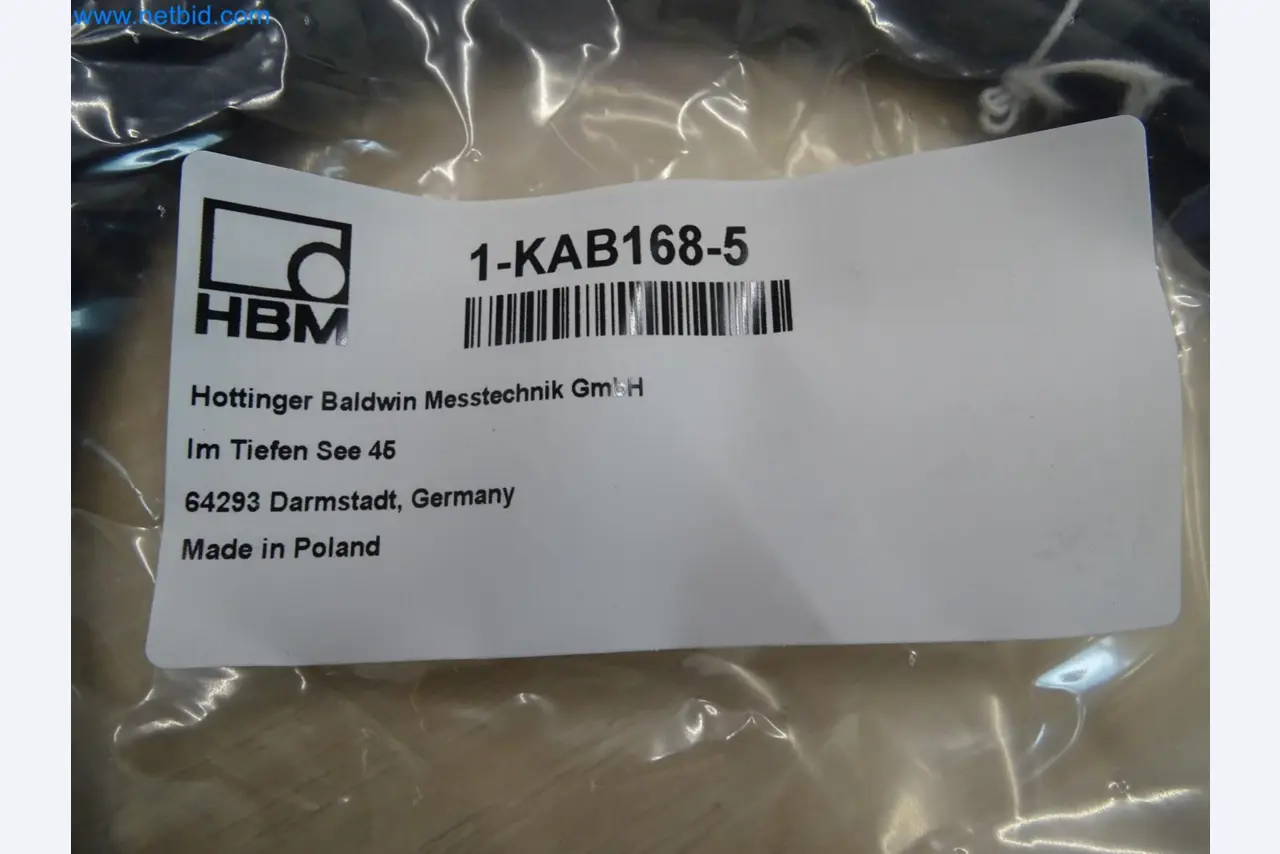 www.netbid.com
HBM
1-KAB168-5
Hottinger Baldwin Messtechnik GmbH
Im Tiefen See 45
64293 Darmstadt, Germany
Made in Poland